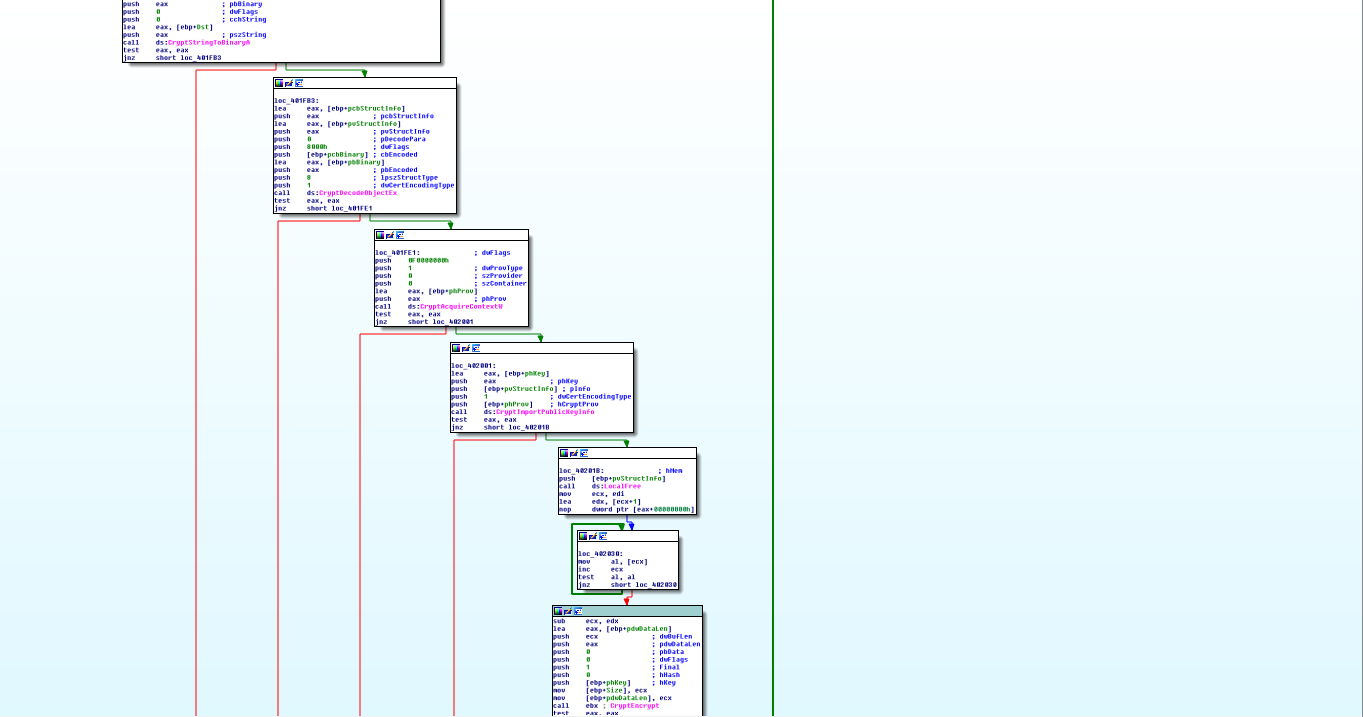 push eax ; pbBinary
push 0 ; dwFlags
push 0 ; cchString
lea eax, [ebp+Dst]
push eax ; pszString
call ds:CryptStringToBinaryA
test eax, eax
jnz short loc_401FB3
loc_401FB3:
lea eax, [ebp+pcbStructInfo]
push eax ; pcbStructInfo
lea eax, [ebp+pvStructInfo]
push eax ; pvStructInfo
push 0 ; pDecodePara
push 8000h ; dwFlags
push [ebp+pcbBinary] ; cbEncoded
lea eax, [ebp+pbBinary]
push eax ; pbEncoded
push 8 ; lpszStructType
push 1 ; dwCertEncodingType
call ds:CryptDecodeObjectEx
test eax, eax
jnz short loc_401FE1
loc_401FE1: ; dwFlags
push 0F0000000h
push 1 ; dwProvType
push 0 ; szProvider
push 0 ; szContainer
lea eax, [ebp+phProv]
push eax ; phProv
call ds:CryptAcquireContextW
test eax, eax
jnz short loc_402001
loc_402001:
lea eax, [ebp+phKey]
push eax ; phKey
push [ebp+pvStructInfo] ; pInfo
push 1 ; dwCertEncodingType
push [ebp+phProv] ; hCryptProv
call ds:CryptImportPublicKeyInfo
test eax, eax
jnz short loc_40201B
loc_40201B: ; hMem
push [ebp+pvStructInfo]
call ds:LocalFree
mov ecx, edi
lea edx, [ecx+1]
nop dword ptr [eax+00000000h]
loc_402030:
mov al, [ecx]
inc ecx
test al, al
jnz short loc_402030
sub ecx, edx
lea eax, [ebp+pdwDataLen]
push ecx ; dwBufLen
push eax ; pdwDataLen
push 0 ; pbData
push 0 ; dwFlags
push 1 ; Final
push 0 ; hHash
push [ebp+phKey] ; hKey
mov [ebp+Size], ecx
mov [ebp+pdwDataLen], ecx
call ebx ; CryptEncrypt
test eax, eax